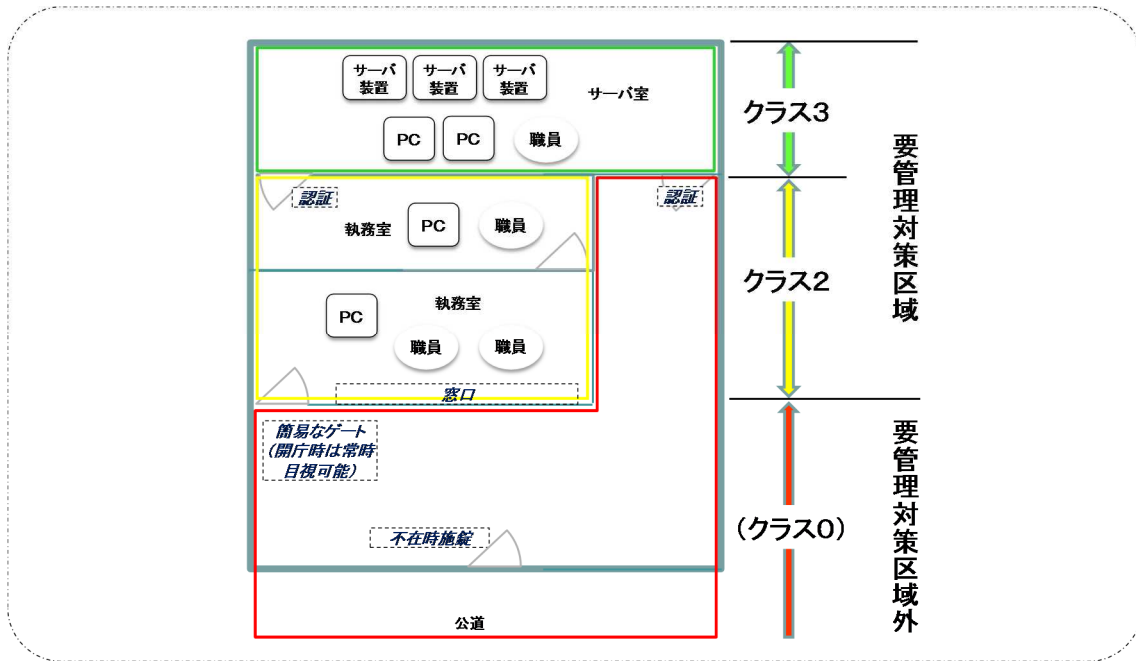 サーバ
装置
サーバ
装置
サーバ
装置
サーバ室
PC
PC
職員
認証
認証
執務室
PC
職員
執務室
PC
職員
職員
窓口
簡易なゲート
(開庁時は常時
目視可能)
不在時施錠
公道
クラス3
クラス2
(クラス0)
要管理対策区域
要管理対策区域外